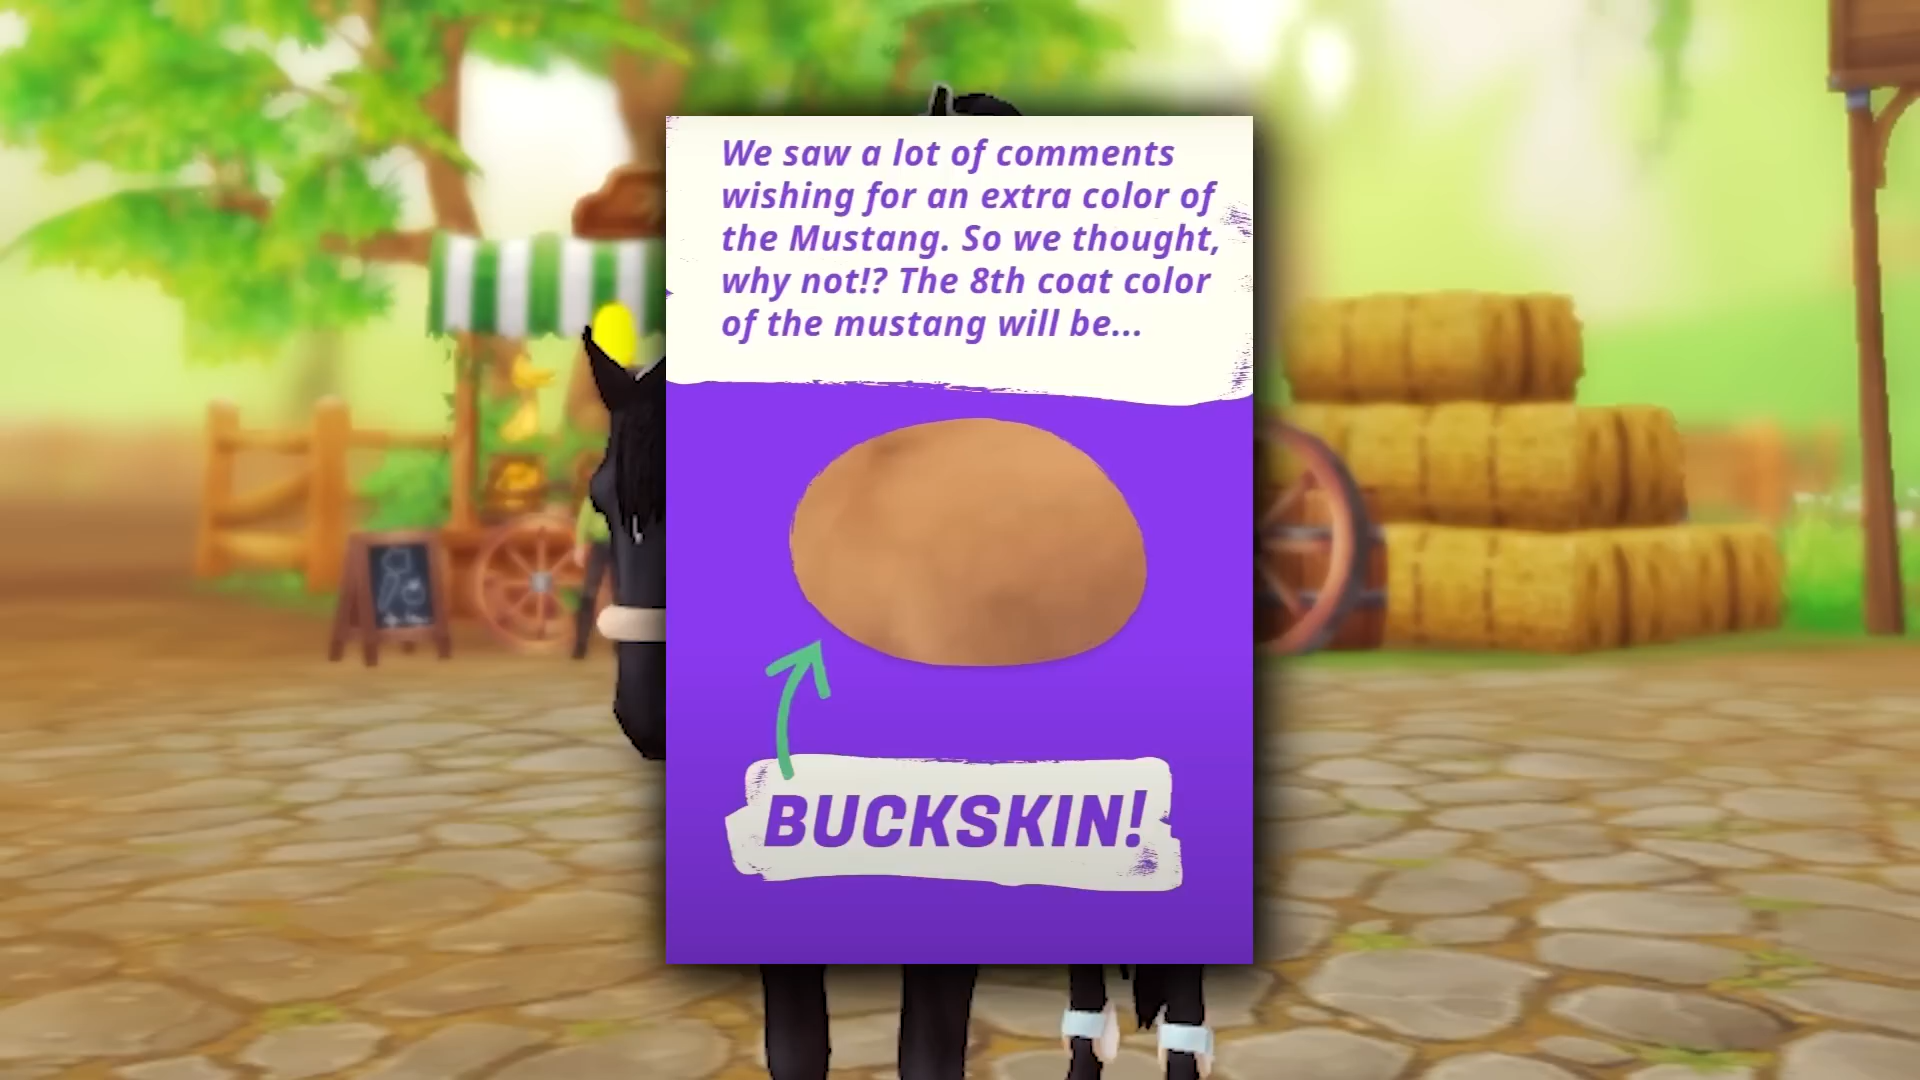 We saw a lot of comments
wishing for an extra color of
the Mustang. So we thought,
why not!? The 8th coat color
of the mustang will be...
BUCKSKIN!